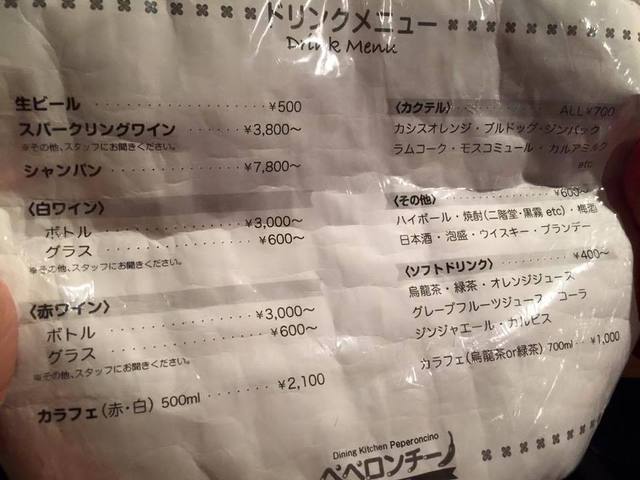 ドリンクメニュー
Drink Menu
生ビール ・・・・・・・・・・・・・・・・・ ¥500
スパークリングワイン ・・・・・・・ ¥3,800〜
※その他、スタッフにお聞きください。
シャンパン ・・・・・・・・・・・・・・ ¥7,800〜
〈白ワイン〉
ボトル ・・・・・・・・・・・・・・ ¥3,000〜
グラス ・・・・・・・・・・・・・・ ¥600〜
※その他、スタッフにお聞きください。
〈赤ワイン〉
ボトル ・・・・・・・・・・・・・・ ¥3,000〜
グラス ・・・・・・・・・・・・・・ ¥600〜
※その他、スタッフにお聞きください。
カラフェ(赤・白) 500ml ・・・・・・・ ¥2,100
〈カクテル〉 ・・・・・・・・・・ ALL¥700
カシスオレンジ・ブルドッグ・ジンバック
ラムコーク・モスコミュール・カルアミルク
etc
〈その他〉 ・・・・・・・・・・・・ ¥600〜
ハイボール・焼酎(二階堂・黒霧 etc)・梅酒
日本酒・泡盛・ウイスキー・ブランデー
〈ソフトドリンク〉 ・・・・・・・・ ¥400〜
烏龍茶・緑茶・オレンジジュース
グレープフルーツジュース コーラ
ジンジャエール・カルピス
カラフェ(烏龍茶or緑茶) 700ml ・・ ¥1,000
Dining Kitchen Peperoncino
ペペロンチーノ